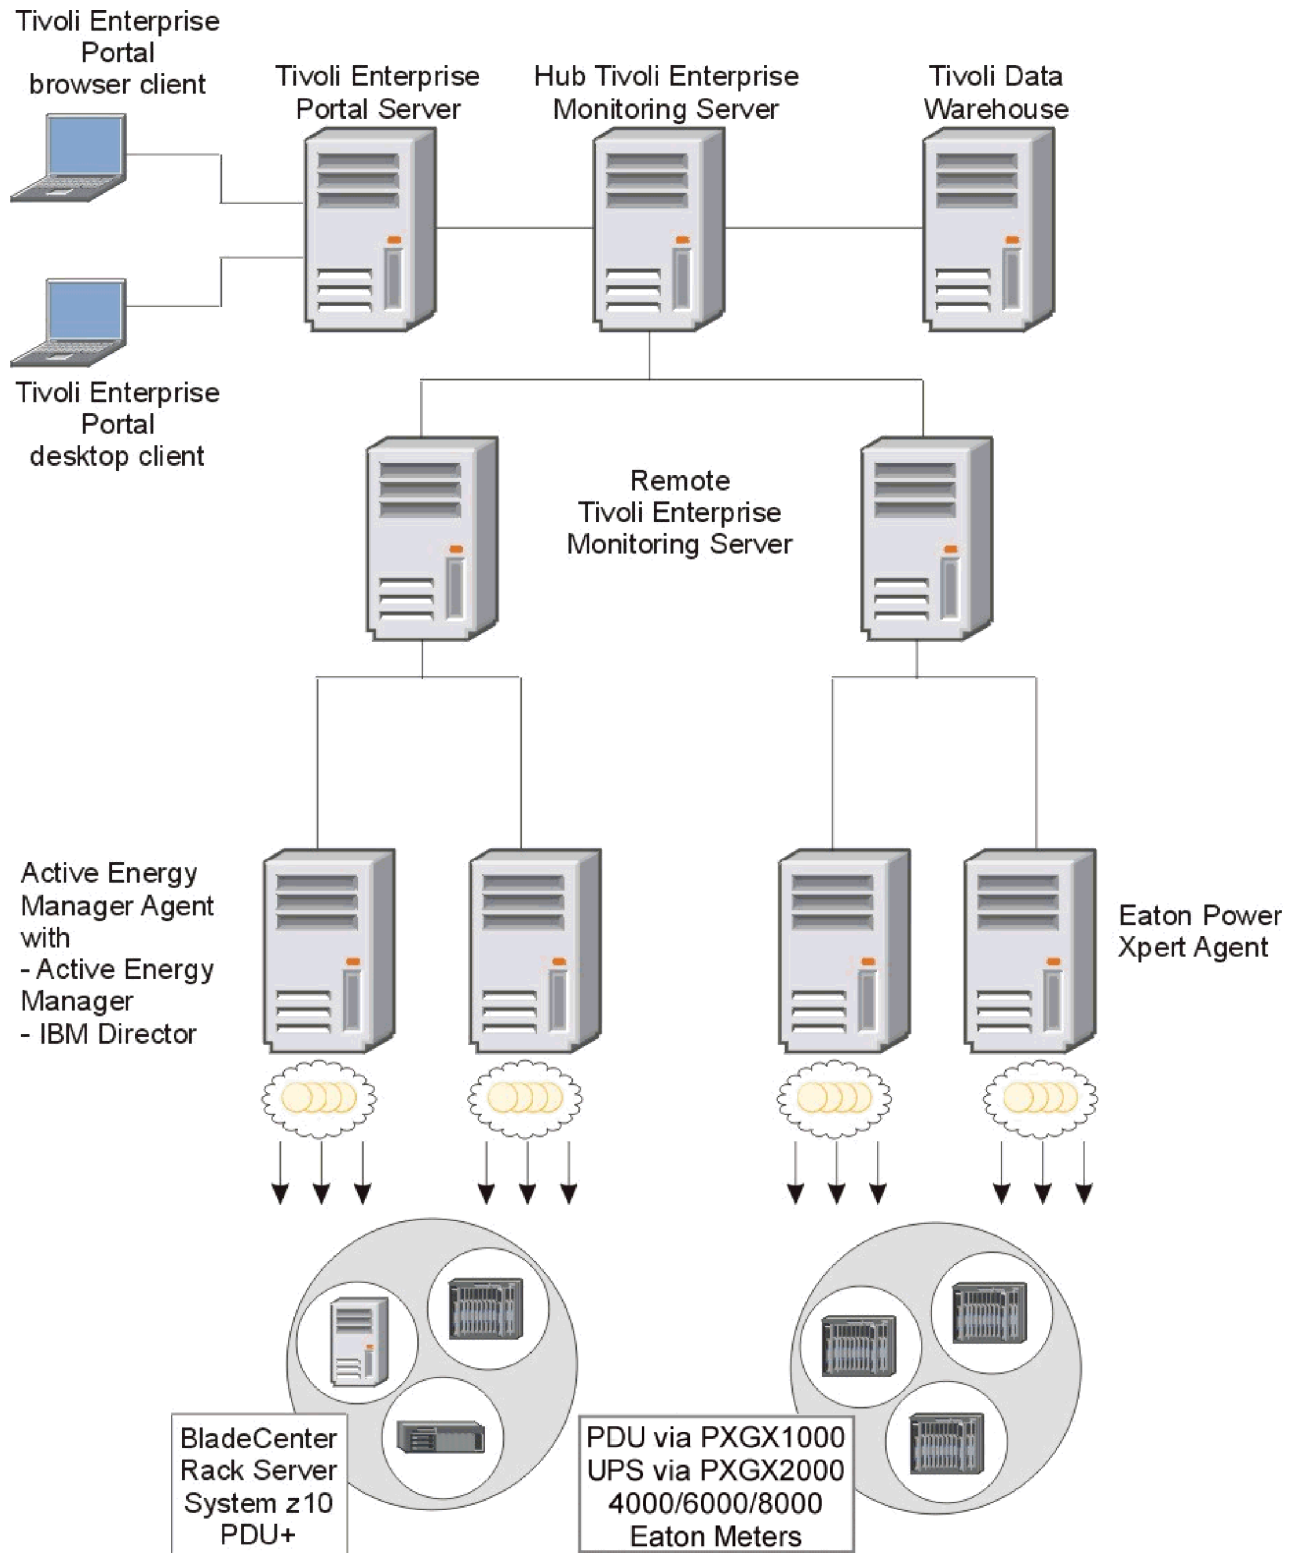 Tivoli Enterprise
Portal
browser client
Tivoli Enterprise
Portal Server
Hub Tivoli Enterprise
Monitoring Server
Tivoli Data
Warehouse
Tivoli Enterprise
Portal
desktop client
Remote
Tivoli Enterprise
Monitoring Server
Active Energy
Manager Agent
with
- Active Energy
Manager
- IBM Director
Eaton Power
Xpert Agent
BladeCenter
Rack Server
System z10
PDU+
PDU via PXGX1000
UPS via PXGX2000
4000/6000/8000
Eaton Meters